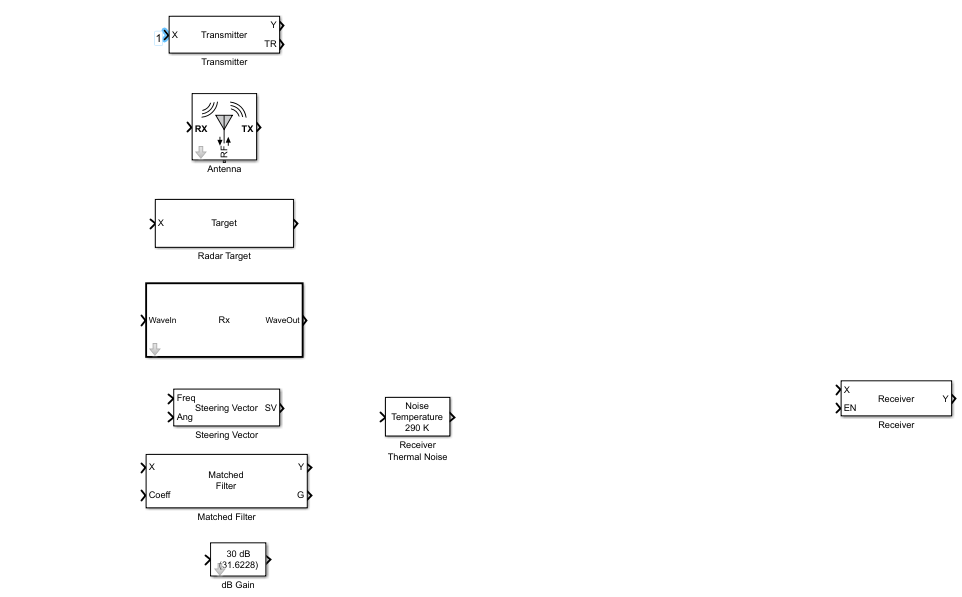 1
X Transmitter Y
TR
Transmitter
RX TX
RF
Antenna
X Target
Radar Target
WaveIn Rx WaveOut
Freq
Steering Vector SV
Ang
Steering Vector
Noise
Temperature
290 K
Receiver
Thermal Noise
X
Receiver Y
EN
Receiver
X Y
Matched
Filter
Coeff G
Matched Filter
30 dB
(31.6228)
dB Gain